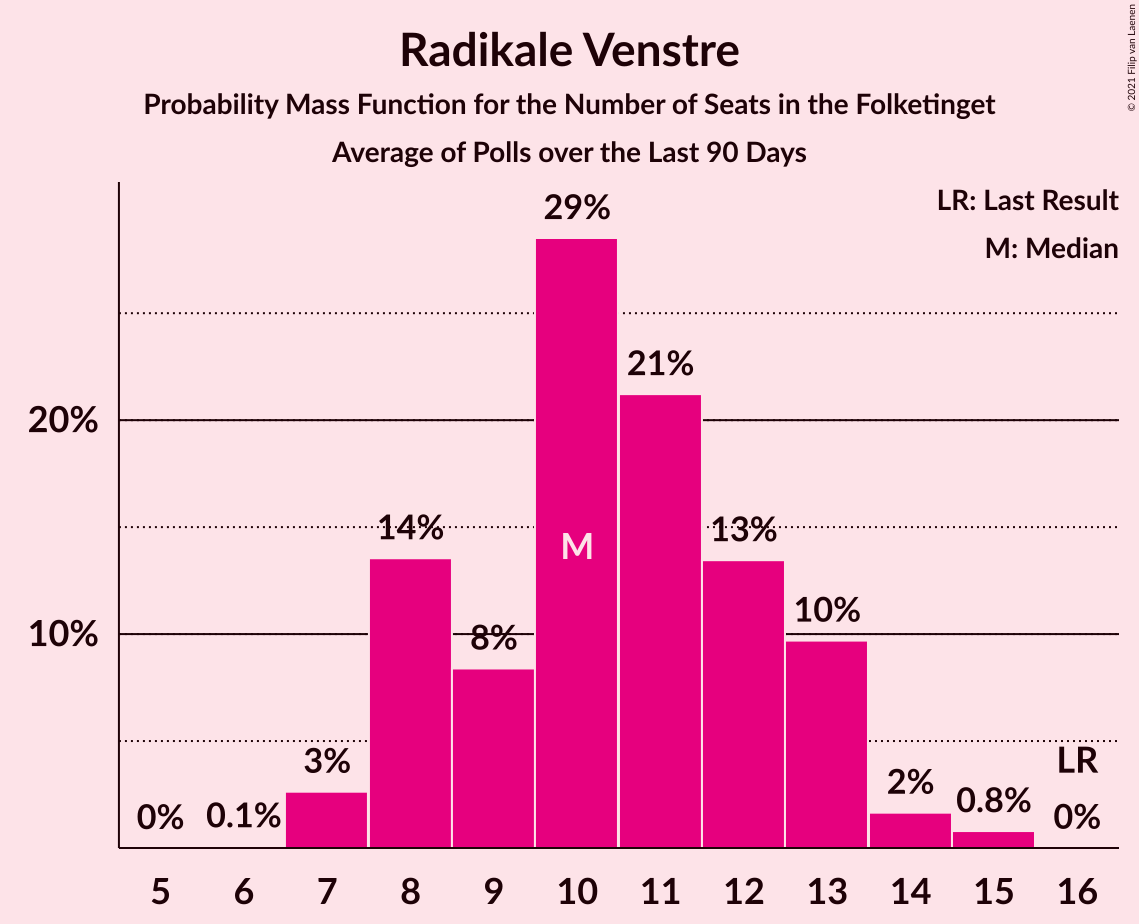 Radikale Venstre
Probability Mass Function for the Number of Seats in the Folketinget
Average of Polls over the Last 90 Days
© 2021 Filip van Laenen
LR: Last Result
M: Median
29%
21%
20%
14%
13%
M
10%
10%
8%
3%
2%
LR
0%
0.1%
0.8%
0%
5 6 7 8 9 10 11 12 13 14 15 16